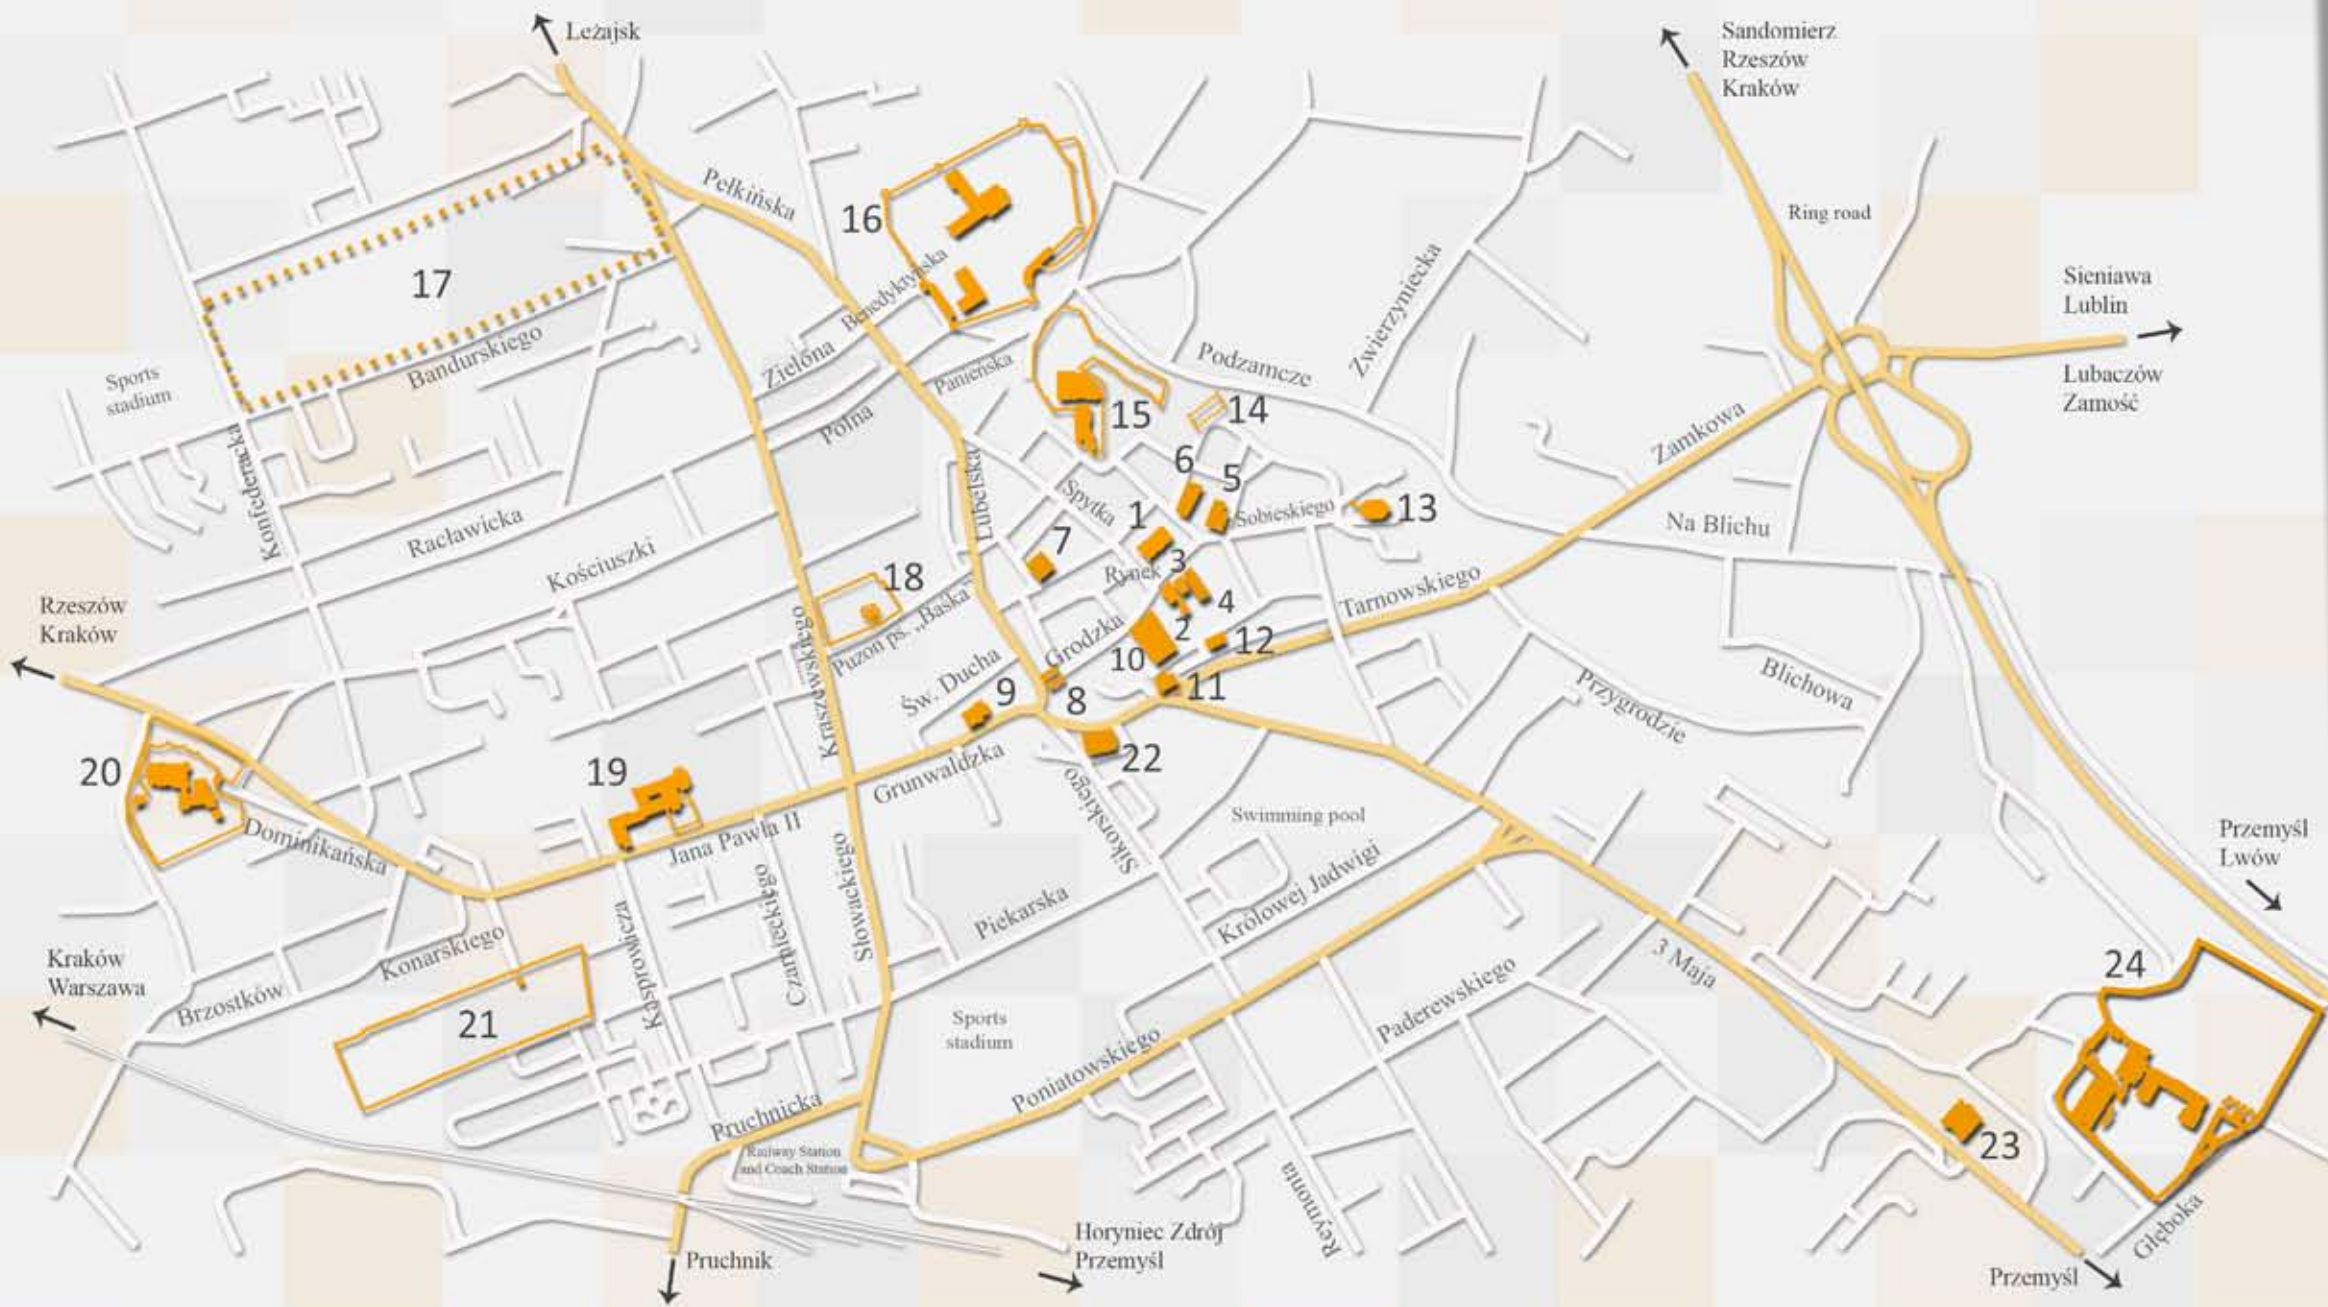 Leżajsk
Sandomierz
Rzeszów
Kraków
Pełkińska
16
Ring road
17
Benedyktyńska
Zwierzyniecka
Sieniawa
Lublin
Bandurskiego
Zielona
Panieńska
Podzamcze
Lubaczów
Zamość
Sports
stadium
15
14
Polna
Zamkowa
Konfederacka
Lubelska
6
5
Spytka
1
Sobieskiego
13
Racławicka
7
Na Blichu
Kościuszki
Rynek
3
18
4
Tarnowskiego
Rzeszów
Kraków
Puzon ps. „Baśka”
Kraszewskiego
Grodzka
2
12
10
Św. Ducha
9
8
11
Blichowa
Przygrodzie
20
19
Grunwaldzka
22
Sikorskiego
Swimming pool
Dominikańska
Jana Pawła II
Królowej Jadwigi
Przemyśl
Lwów
Czarnieckiego
Słowackiego
Piekarska
Kasprowicza
Konarskiego
3 Maja
24
Kraków
Warszawa
Brzostków
21
Sports
stadium
Paderewskiego
Poniatowskiego
Pruchnicka
23
Railway Station
and Coach Station
Reymonta
Głęboka
Horyniec Zdrój
Przemyśl
Pruchnik
Przemyśl